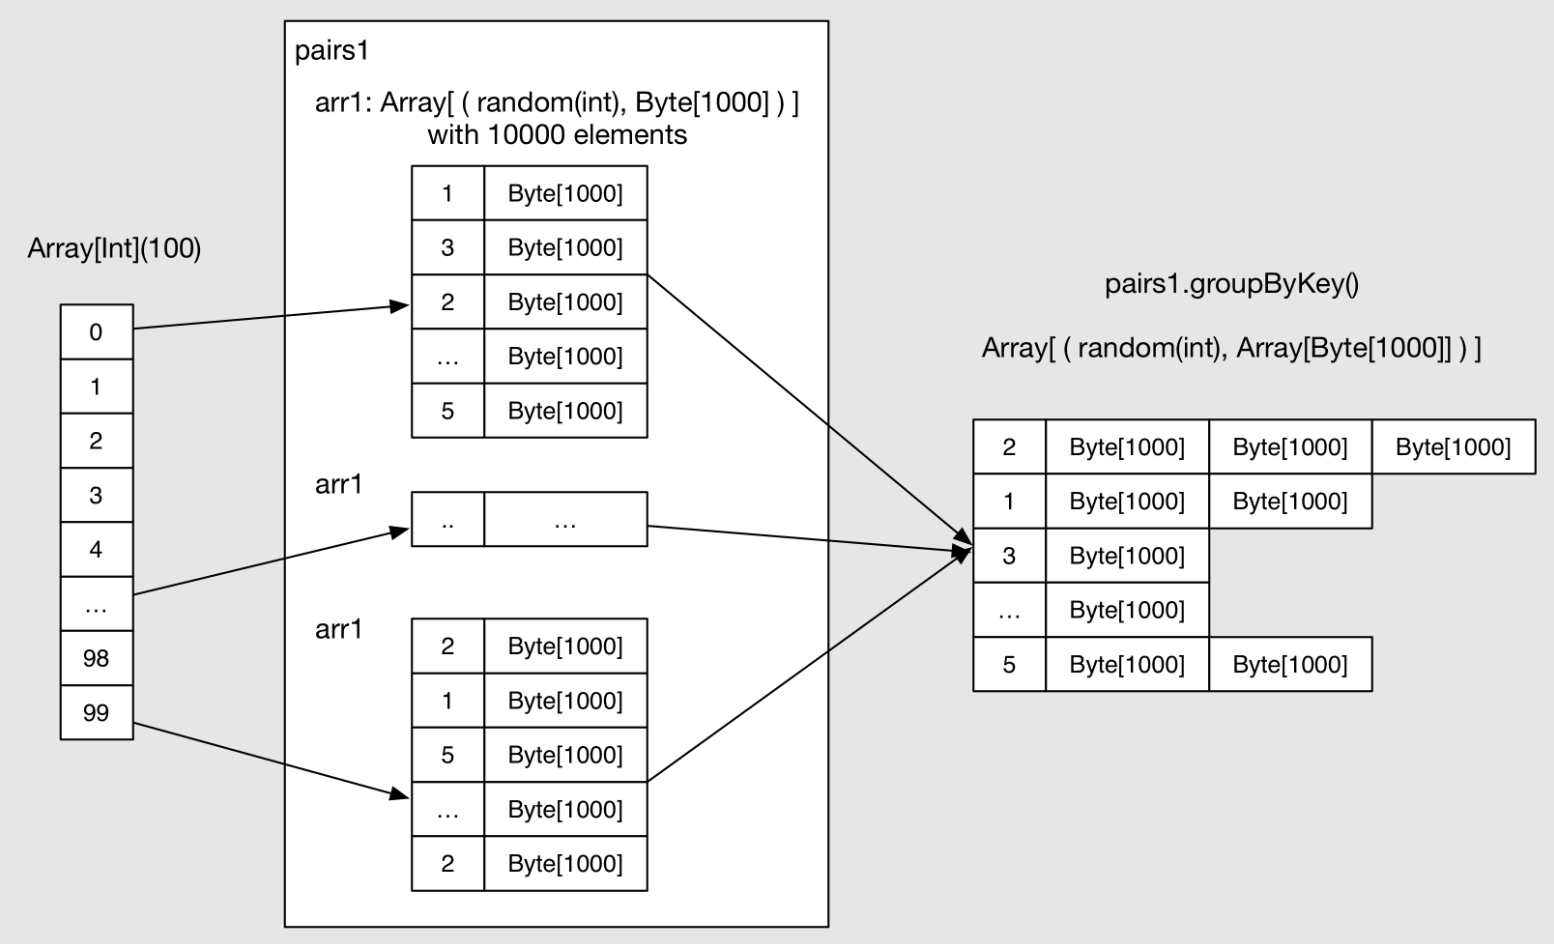 pairs1
arr1: Array[ ( random(int), Byte[1000] ) ]
with 10000 elements
Array[Int](100)
0
1
2
3
4
...
98
99
1 Byte[1000]
3 Byte[1000]
2 Byte[1000]
... Byte[1000]
5 Byte[1000]
arr1
.. ...
arr1
2 Byte[1000]
1 Byte[1000]
5 Byte[1000]
... Byte[1000]
2 Byte[1000]
pairs1.groupByKey()
Array[ ( random(int), Array[Byte[1000]] ) ]
2 Byte[1000] Byte[1000] Byte[1000]
1 Byte[1000] Byte[1000]
3 Byte[1000]
... Byte[1000]
5 Byte[1000] Byte[1000]